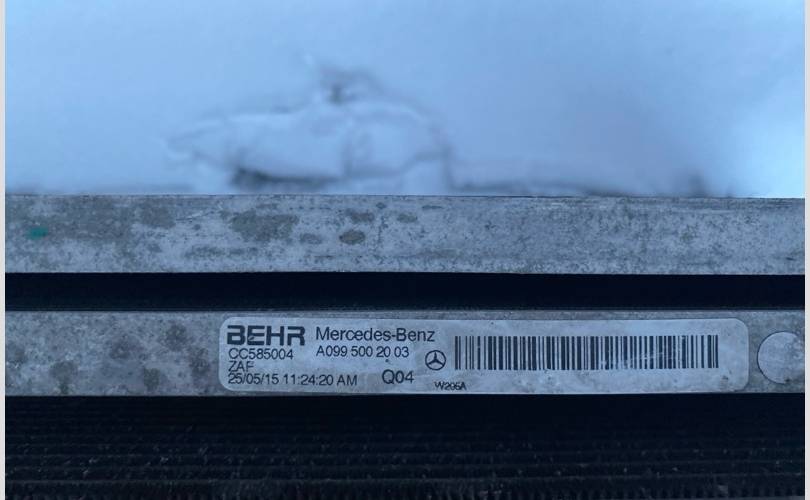 BEHR Mercedes-Benz
CC585004 A099 500 20 03
ZAF
25/05/15 11:24:20 AM Q04
W205A